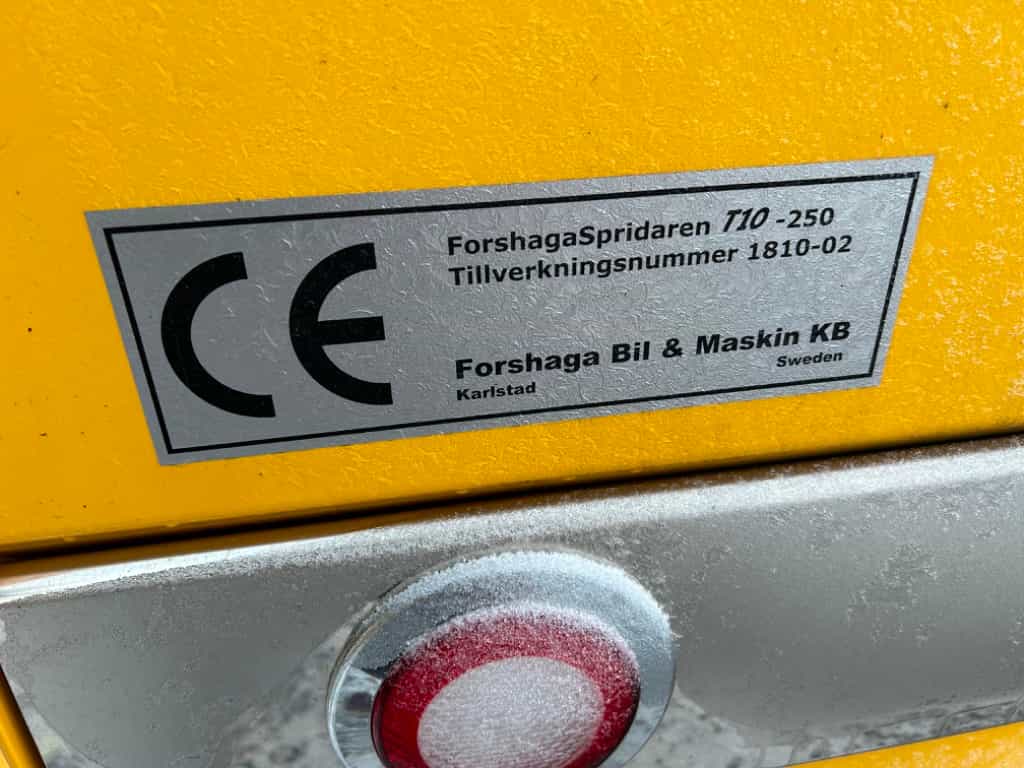 CE
ForshagaSpridaren T10 -250
Tillverkningsnummer 1810-02
Forshaga Bil & Maskin KB
Karlstad Sweden